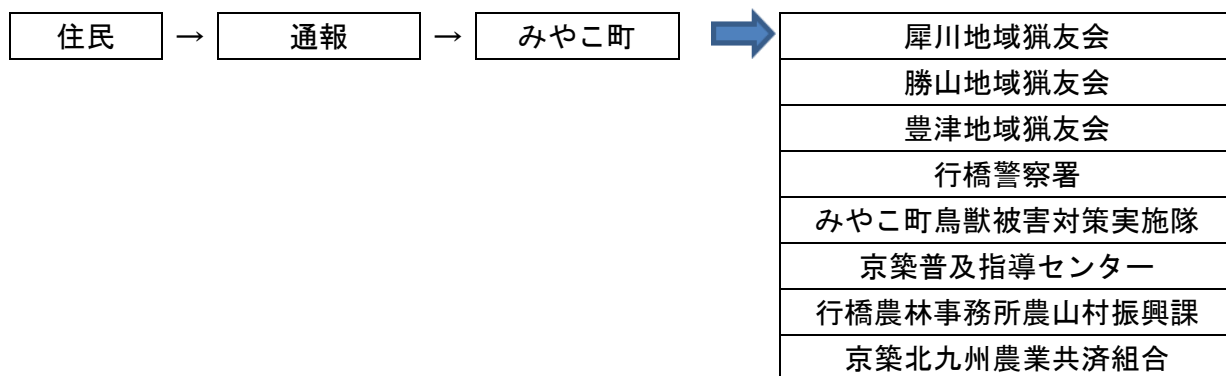 住民 → 通報 → みやこ町
犀川地域猟友会
勝山地域猟友会
豊津地域猟友会
行橋警察署
みやこ町鳥獣被害対策実施隊
京築普及指導センター
行橋農林事務所農山村振興課
京築北九州農業共済組合